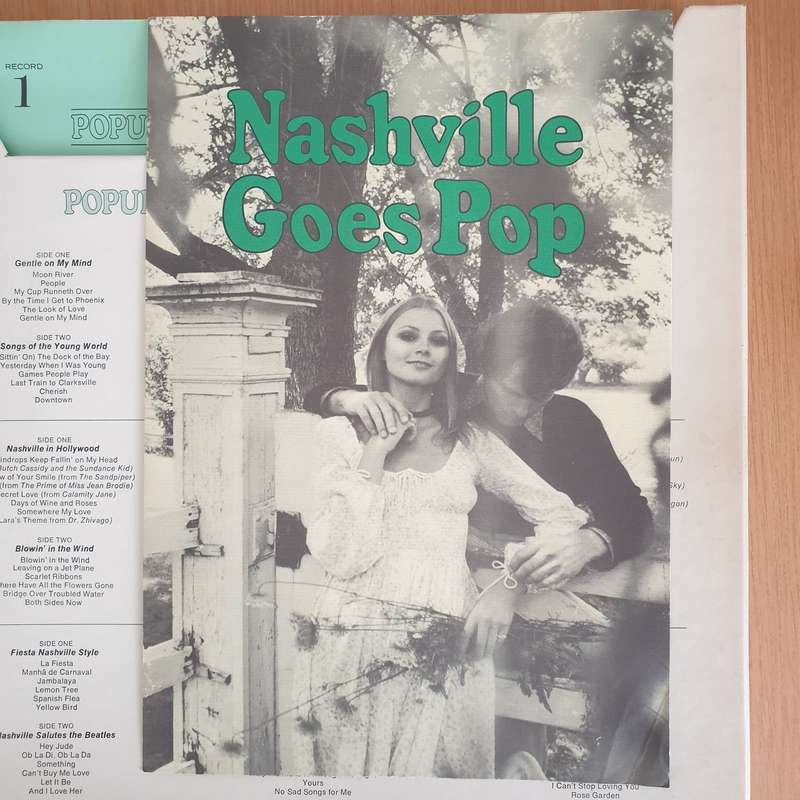 RECORD
1
POPU
POPU
Nashville
Goes Pop
SIDE ONE
Gentle on My Mind
Moon River
People
My Cup Runneth Over
By the Time I Get to Phoenix
The Look of Love
Gentle on My Mind
SIDE TWO
Songs of the Young World
Sittin' On) The Dock of the Bay
Yesterday When I Was Young
Games People Play
Last Train to Clarksville
Cherish
Downtown
SIDE ONE
Nashville in Hollywood
indrops Keep Fallin' on My Head
Butch Cassidy and the Sundance Kid)
w of Your Smile (from The Sandpiper)
(from The Prime of Miss Jean Brodie)
ecret Love (from Calamity Jane)
Days of Wine and Roses
Somewhere My Love
Lara's Theme from Dr. Zhivago)
SIDE TWO
Blowin' in the Wind
Blowin' in the Wind
Leaving on a Jet Plane
Scarlet Ribbons
here Have All the Flowers Gone
Bridge Over Troubled Water
Both Sides Now
SIDE ONE
Fiesta Nashville Style
La Fiesta
Manhã de Carnaval
Jambalaya
Lemon Tree
Spanish Flea
Yellow Bird
SIDE TWO
Nashville Salutes the Beatles
Hey Jude
Ob La Di, Ob La Da
Something
Can't Buy Me Love
Let It Be
And I Love Her
Yours
No Sad Songs for Me
un)
Sky)
gon)
I Can't Stop Loving You
Rose Garden